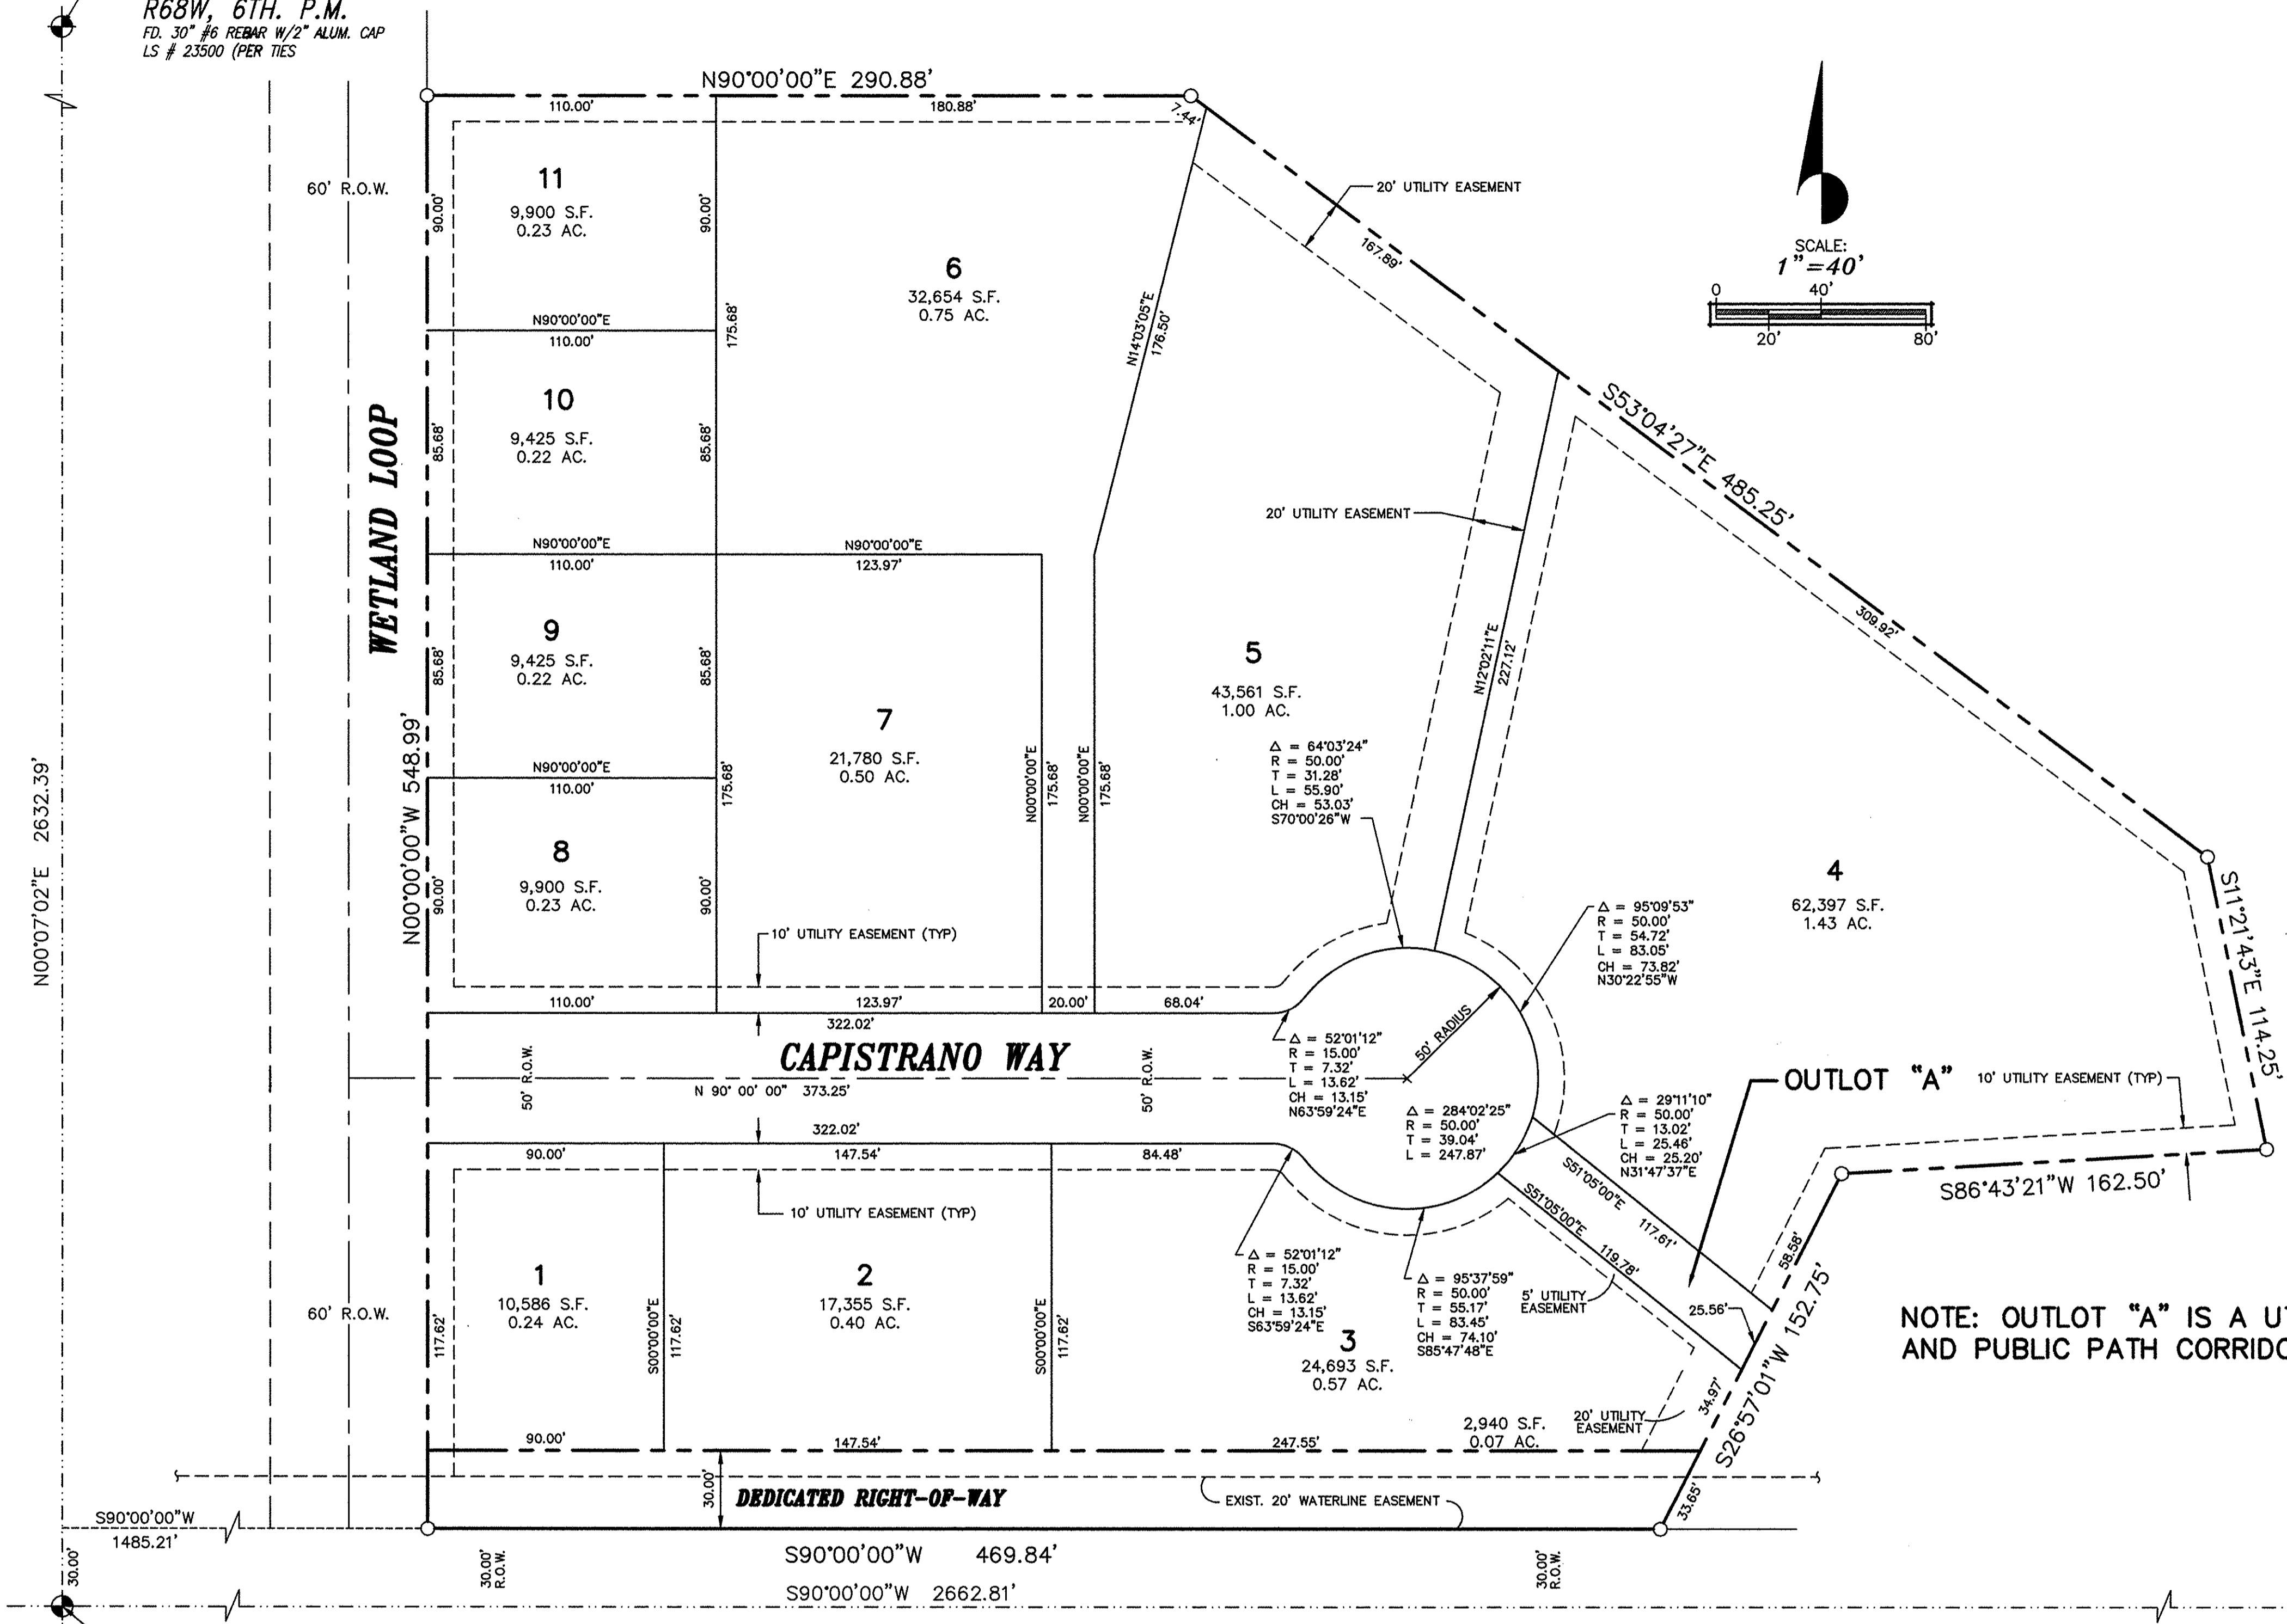 R68W, 6TH. P.M.
FD. 30" #6 REBAR W/2" ALUM. CAP
LS # 23500 (PER TIES
N90°00'00"E 290.88'
110.00'
180.88'
7.44'
60' R.O.W.
11
9,900 S.F.
0.23 AC.
90.00'
90.00'
6
32,654 S.F.
0.75 AC.
20' UTILITY EASEMENT
167.89'
SCALE:
1"=40'
0
40'
20'
80'
N90°00'00"E
110.00'
175.68'
N14°03'05"E
176.50'
10
9,425 S.F.
0.22 AC.
85.68'
85.68'
WETLAND LOOP
S53°04'27"E 485.25'
20' UTILITY EASEMENT
N90°00'00"E
110.00'
N90°00'00"E
123.97'
9
9,425 S.F.
0.22 AC.
85.68'
85.68'
5
43,561 S.F.
1.00 AC.
N12°02'11"E
227.12'
309.92'
7
21,780 S.F.
0.50 AC.
N00°00'00"W 548.99'
N00°07'02"E 2632.39'
N90°00'00"E
110.00'
175.68'
N00°00'00"E
175.68'
N00°00'00"E
175.68'
Δ = 64°03'24"
R = 50.00'
T = 31.28'
L = 55.90'
CH = 53.03'
S70°00'26"W
8
9,900 S.F.
0.23 AC.
90.00'
90.00'
4
62,397 S.F.
1.43 AC.
Δ = 95°09'53"
R = 50.00'
T = 54.72'
L = 83.05'
CH = 73.82'
N30°22'55"W
S11°21'43"E 114.25'
10' UTILITY EASEMENT (TYP)
110.00'
123.97'
20.00'
68.04'
322.02'
CAPISTRANO WAY
50' R.O.W.
50' R.O.W.
N 90° 00' 00" 373.25'
50' RADIUS
Δ = 52°01'12"
R = 15.00'
T = 7.32'
L = 13.62'
CH = 13.15'
N63°59'24"E
Δ = 284°02'25"
R = 50.00'
T = 39.04'
L = 247.87'
OUTLOT "A"
10' UTILITY EASEMENT (TYP)
Δ = 29°11'10"
R = 50.00'
T = 13.02'
L = 25.46'
CH = 25.20'
N31°47'37"E
322.02'
90.00'
147.54'
84.48'
S86°43'21"W 162.50'
10' UTILITY EASEMENT (TYP)
S51°05'00"E 117.61'
S51°05'00"E 119.78'
58.58'
1
10,586 S.F.
0.24 AC.
117.62'
S00°00'00"E
117.62'
2
17,355 S.F.
0.40 AC.
S00°00'00"E
117.62'
Δ = 52°01'12"
R = 15.00'
T = 7.32'
L = 13.62'
CH = 13.15'
S63°59'24"E
Δ = 95°37'59"
R = 50.00'
T = 55.17'
L = 83.45'
CH = 74.10'
S85°47'48"E
5' UTILITY
EASEMENT
25.56'
S26°57'01"W 152.75'
60' R.O.W.
3
24,693 S.F.
0.57 AC.
NOTE: OUTLOT "A" IS A UT
AND PUBLIC PATH CORRIDO
34.97'
20' UTILITY
EASEMENT
2,940 S.F.
0.07 AC.
90.00'
147.54'
247.55'
30.00'
DEDICATED RIGHT-OF-WAY
EXIST. 20' WATERLINE EASEMENT
33.65'
S90°00'00"W
1485.21'
30.00'
30.00'
R.O.W.
S90°00'00"W 469.84'
S90°00'00"W 2662.81'
30.00'
R.O.W.